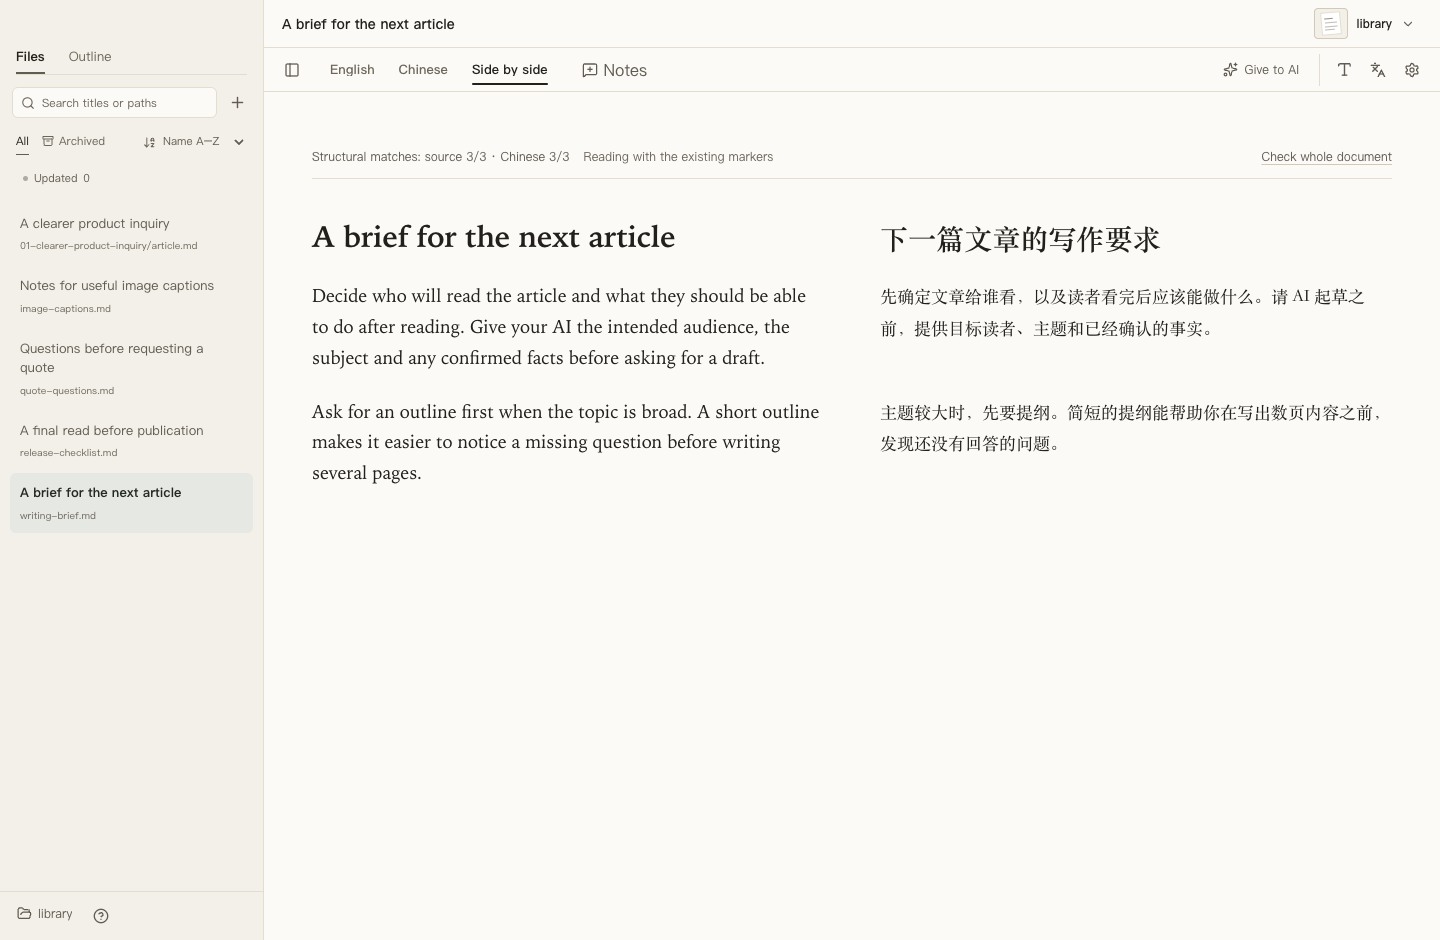 A brief for the next article
library
Files
Outline
English
Chinese
Side by side
Notes
Give to AI
Search titles or paths
All
Archived
Name A–Z
Updated 0
A clearer product inquiry
01-clearer-product-inquiry/article.md
Notes for useful image captions
image-captions.md
Questions before requesting a
quote
quote-questions.md
A final read before publication
release-checklist.md
A brief for the next article
writing-brief.md
library
Structural matches: source 3/3 · Chinese 3/3
Reading with the existing markers
Check whole document
A brief for the next article
Decide who will read the article and what they should be able
to do after reading. Give your AI the intended audience, the
subject and any confirmed facts before asking for a draft.
Ask for an outline first when the topic is broad. A short outline
makes it easier to notice a missing question before writing
several pages.
下一篇文章的写作要求
先确定文章给谁看，以及读者看完后应该能做什么。请 AI 起草之
前，提供目标读者、主题和已经确认的事实。
主题较大时，先要提纲。简短的提纲能帮助你在写出数页内容之前，
发现还没有回答的问题。